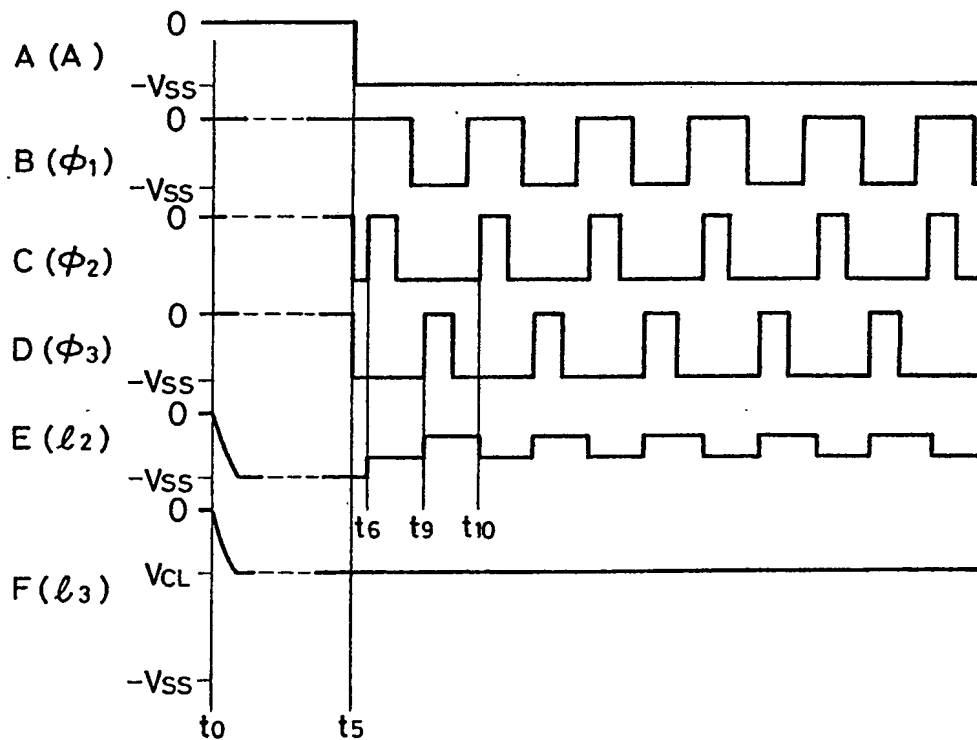 0
A (A)
-VSS
0
B (ϕ1)
-VSS
0
C (ϕ2)
0
D (ϕ3)
-VSS
0
E (ℓ2)
-VSS
0
t6 t9 t10
VCL
F (ℓ3)
-VSS
t0 t5